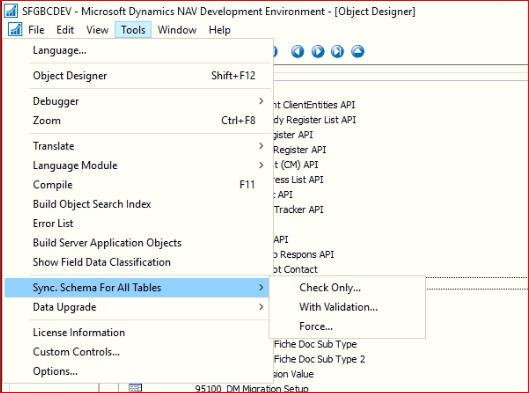 SFGBCDEV - Microsoft Dynamics NAV Development Environment - [Object Designer]
File Edit View Tools Window Help
Language...
Object Designer Shift+F12
Debugger
Zoom Ctrl+F8
Translate
Language Module
Compile F11
Build Object Search Index
Error List
Build Server Application Objects
Show Field Data Classification
Sync. Schema For All Tables
Data Upgrade
License Information
Custom Controls...
Options...
Check Only...
With Validation...
Force...
t ClientEntities API
dy Register List API
gister API
Register API
t (CM) API
ress List API
t API
Tracker API
API
o Respons API
ot Contact
Fiche Doc Sub Type
Fiche Doc Sub Type 2
sion Value
95100 DM Migration Setup